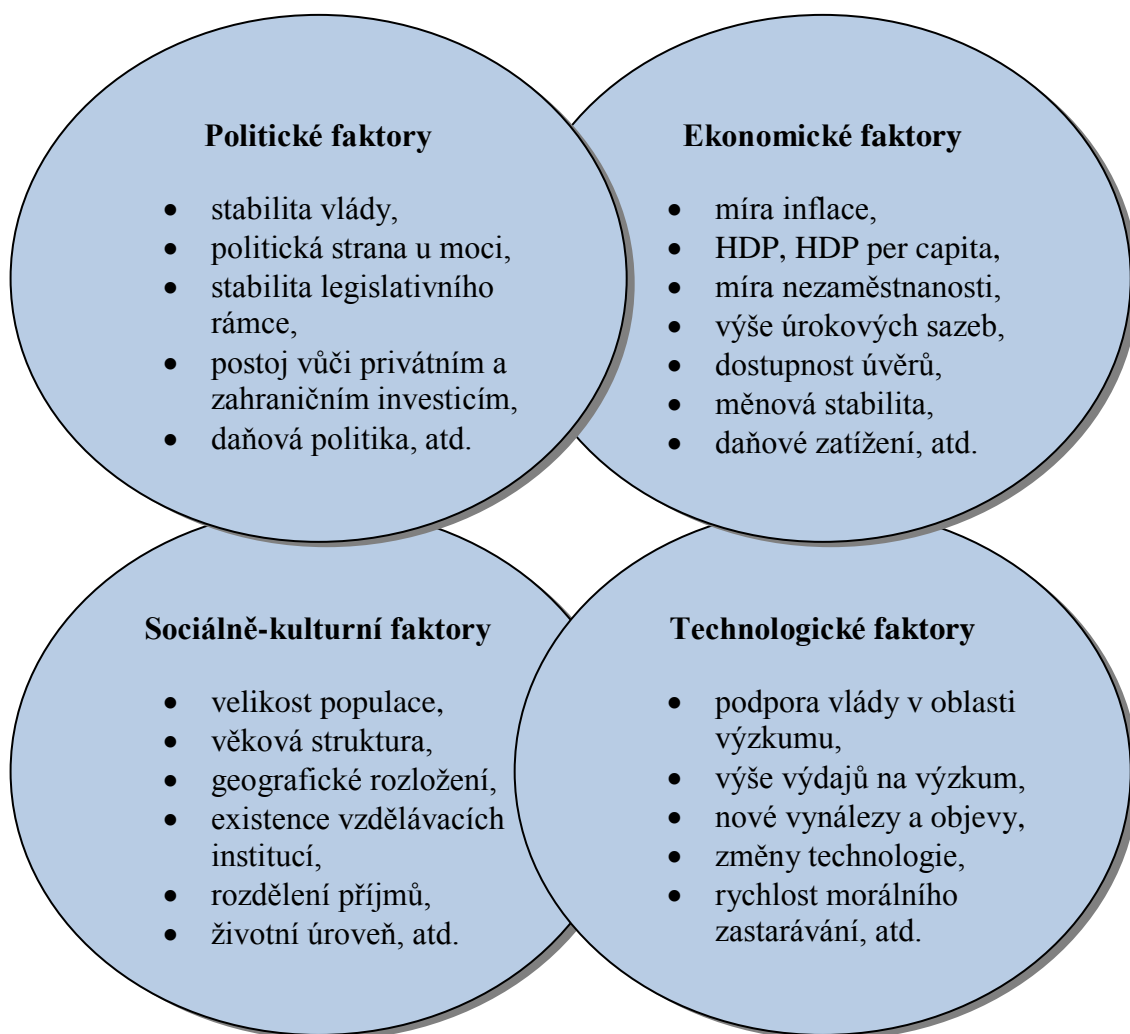 Politické faktory
• stabilita vlády,
• politická strana u moci,
• stabilita legislativního
rámce,
• postoj vůči privátním a
zahraničním investicím,
• daňová politika, atd.
Ekonomické faktory
• míra inflace,
• HDP, HDP per capita,
• míra nezaměstnanosti,
• výše úrokových sazeb,
• dostupnost úvěrů,
• měnová stabilita,
• daňové zatížení, atd.
Sociálně-kulturní faktory
• velikost populace,
• věková struktura,
• geografické rozložení,
• existence vzdělávacích
institucí,
• rozdělení příjmů,
• životní úroveň, atd.
Technologické faktory
• podpora vlády v oblasti
výzkumu,
• výše výdajů na výzkum,
• nové vynálezy a objevy,
• změny technologie,
• rychlost morálního
zastarávání, atd.